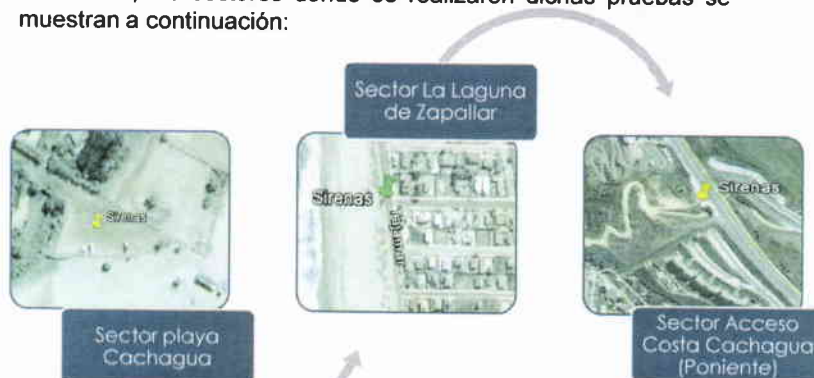 muestran a continuación:
Sector La Laguna
de Zapallar
Sirenas
Sirenas
Sirenas
Sector playa
Cachagua
Sector Acceso
Costa Cachagua
(Poniente)